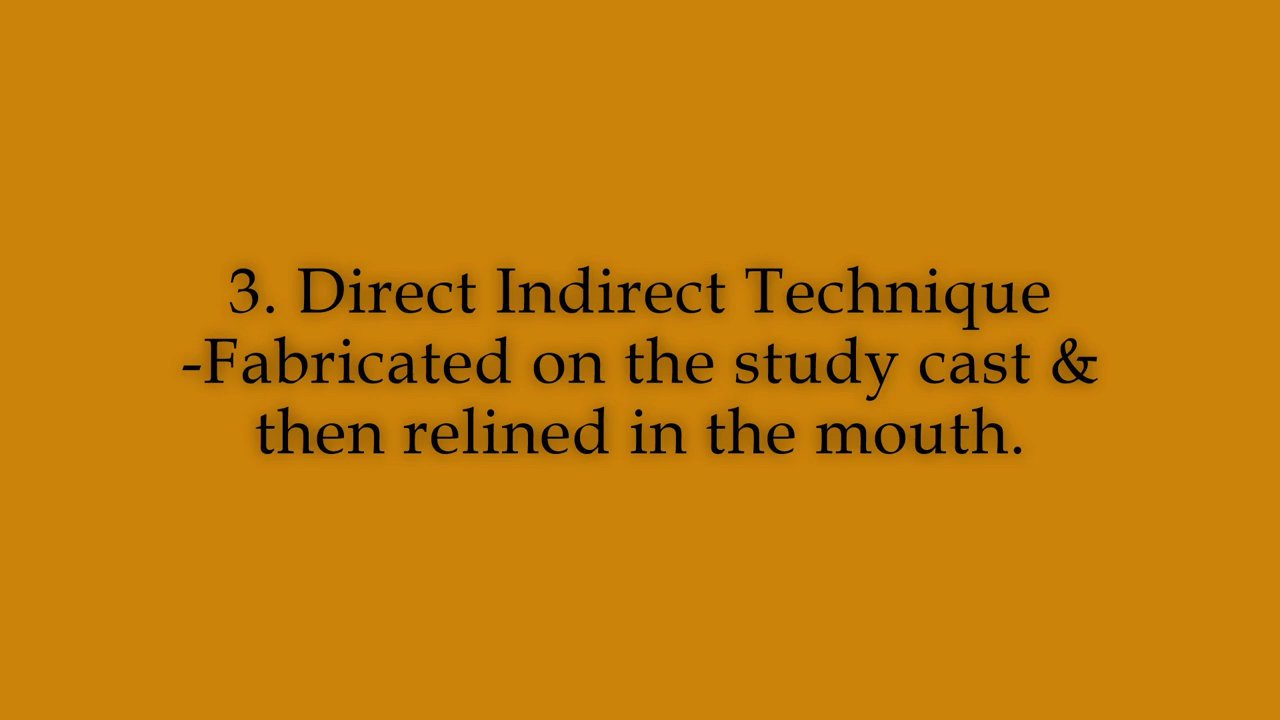 3. Direct Indirect Technique
-Fabricated on the study cast &
then relined in the mouth.